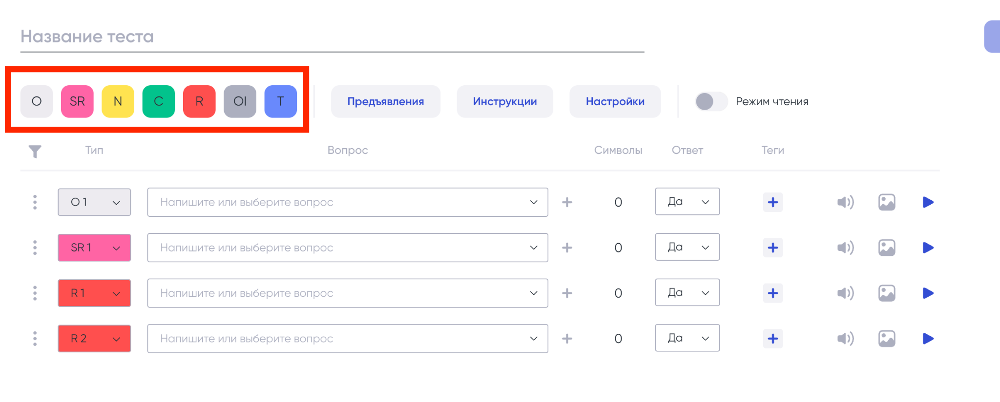 Название теста
O SR N C R OI T Предъявления Инструкции Настройки Режим чтения
Тип Вопрос Символы Ответ Теги
O 1 Напишите или выберите вопрос 0 Да
SR 1 Напишите или выберите вопрос 0 Да
R 1 Напишите или выберите вопрос 0 Да
R 2 Напишите или выберите вопрос 0 Да